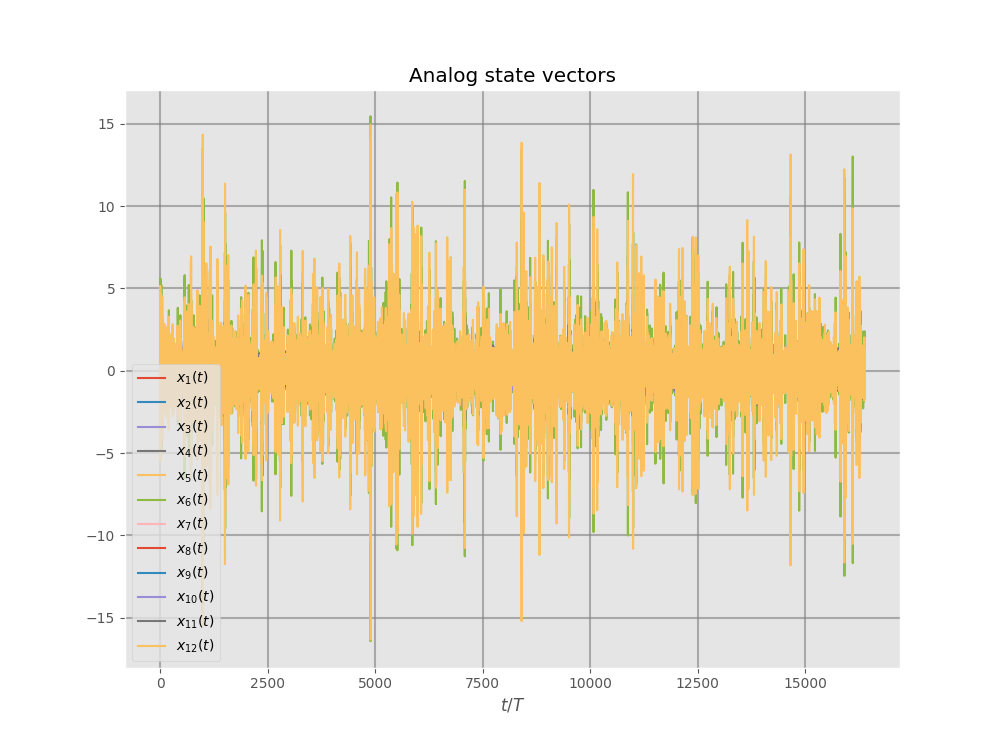 Analog state vectors
15
10
5
0
−5
−10
−15
x₁(t)
x₂(t)
x₃(t)
x₄(t)
x₅(t)
x₆(t)
x₇(t)
x₈(t)
x₉(t)
x₁₀(t)
x₁₁(t)
x₁₂(t)
0 2500 5000 7500 10000 12500 15000
t/T